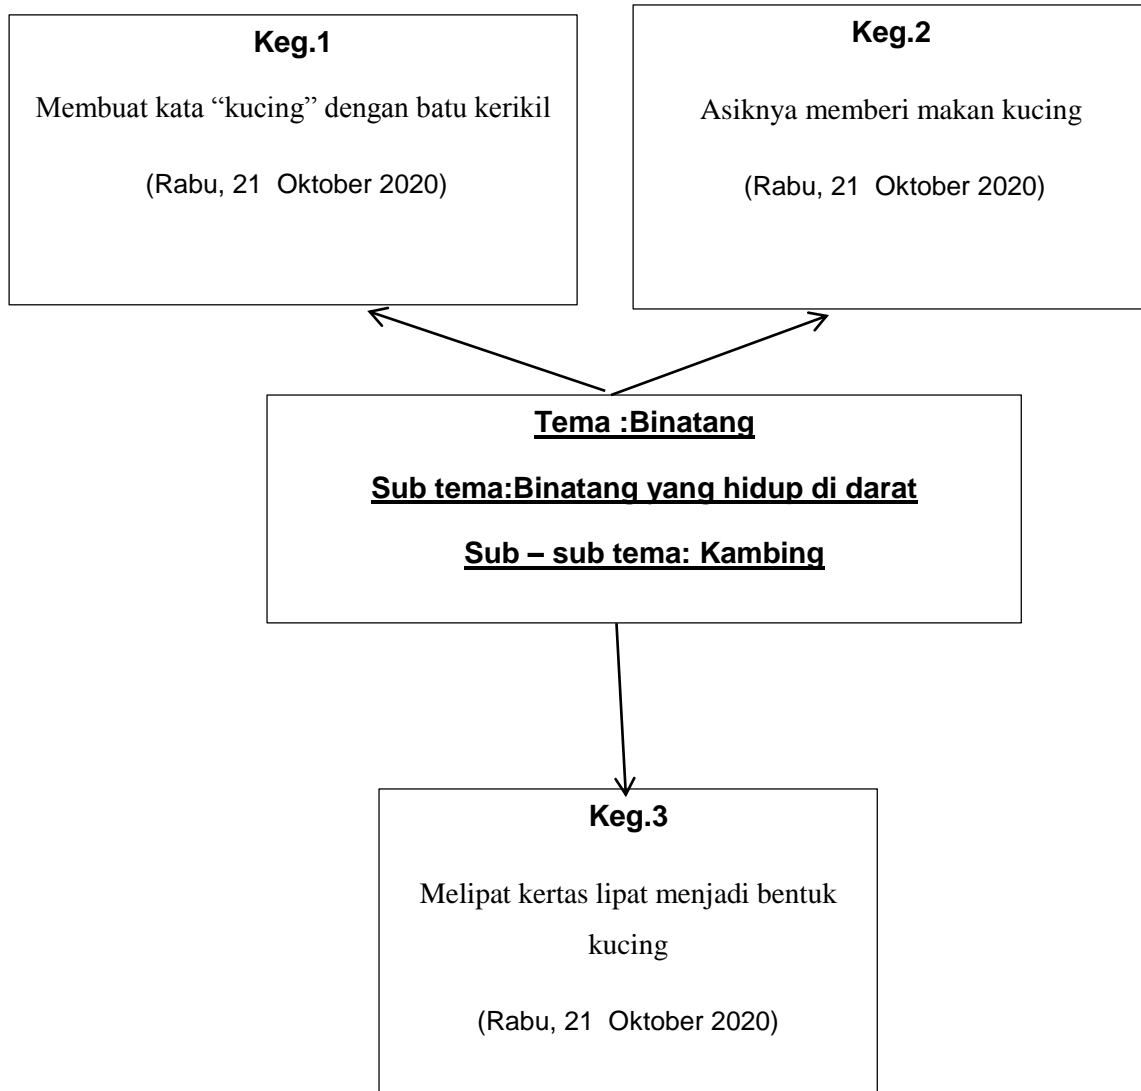 Keg.1
Membuat kata “kucing” dengan batu kerikil
(Rabu, 21 Oktober 2020)
Keg.2
Asiknya memberi makan kucing
(Rabu, 21 Oktober 2020)
Tema :Binatang
Sub tema:Binatang yang hidup di darat
Sub – sub tema: Kambing
Keg.3
Melipat kertas lipat menjadi bentuk
kucing
(Rabu, 21 Oktober 2020)